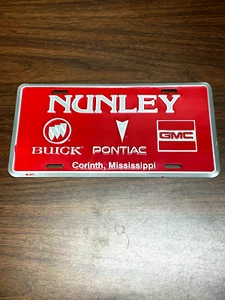 NUNLEY
GMC
BUICK PONTIAC
Corinth, Mississippi